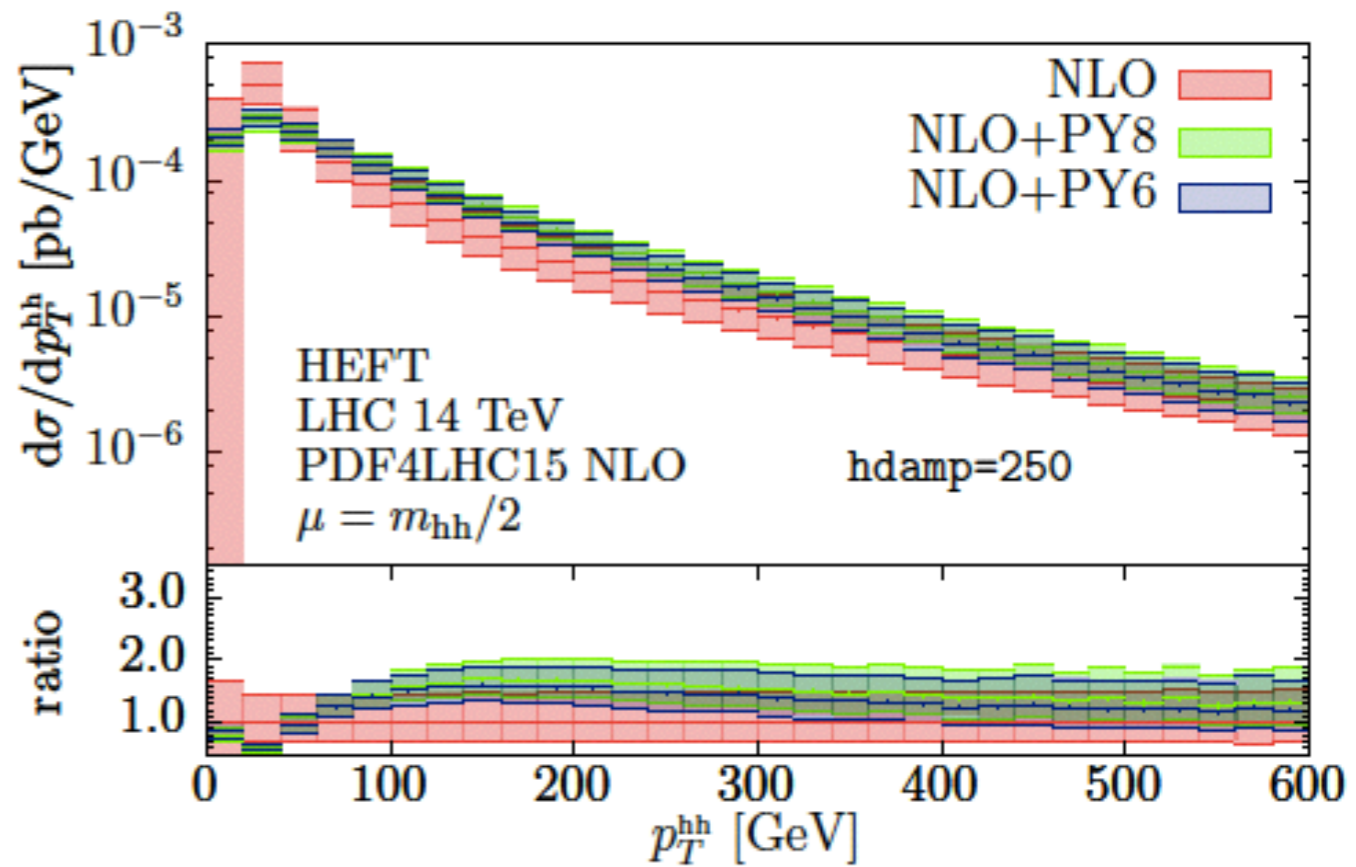 dσ/dp_T^hh [pb/GeV]
10^−3
10^−4
10^−5
10^−6
NLO
NLO+PY8
NLO+PY6
HEFT
LHC 14 TeV
PDF4LHC15 NLO
μ = m_hh/2
hdamp=250
ratio
3.0
2.0
1.0
0 100 200 300 400 500 600
p_T^hh [GeV]